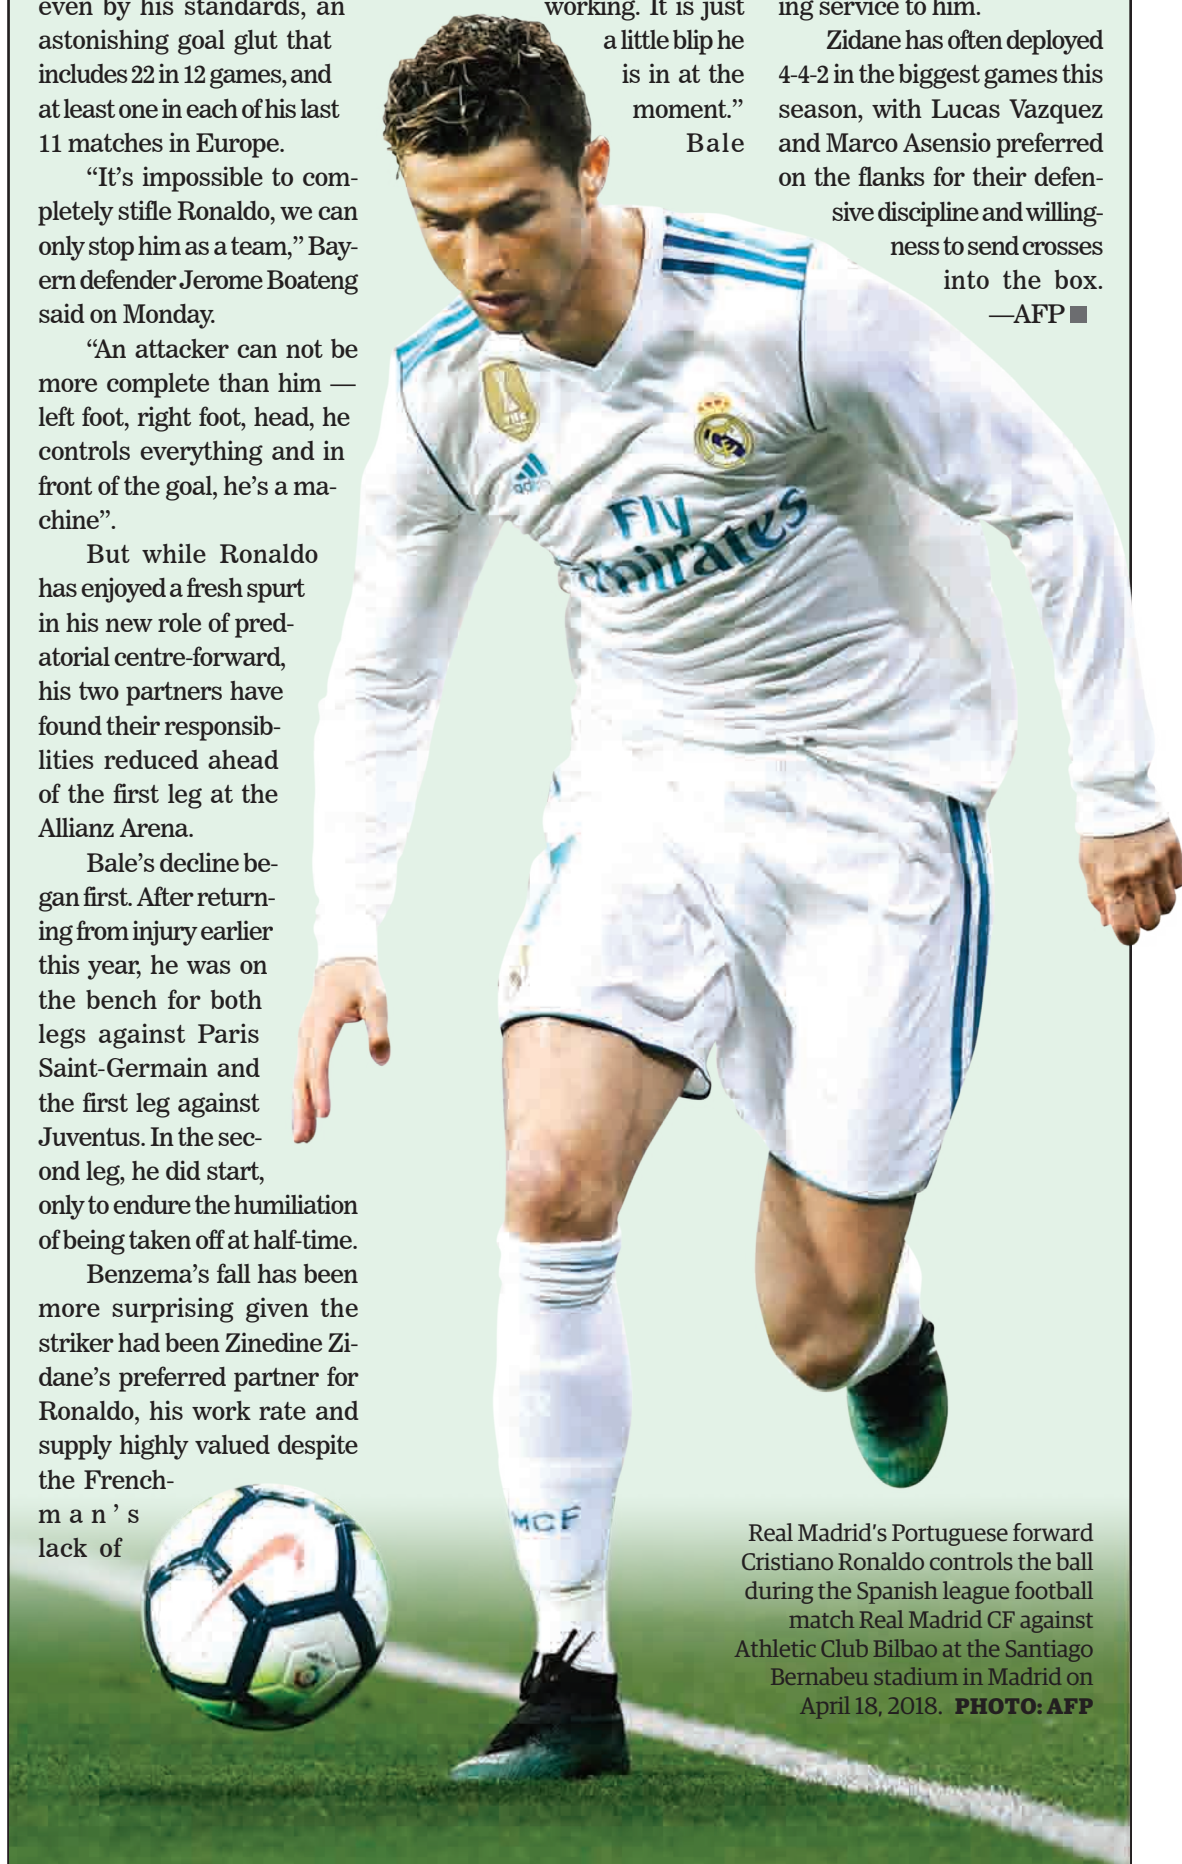 even by his standards, an
astonishing goal glut that
includes 22 in 12 games, and
at least one in each of his last
11 matches in Europe.
“It’s impossible to com-
pletely stifle Ronaldo, we can
only stop him as a team,” Bay-
ern defender Jerome Boateng
said on Monday.
“An attacker can not be
more complete than him —
left foot, right foot, head, he
controls everything and in
front of the goal, he’s a ma-
chine”.
But while Ronaldo
has enjoyed a fresh spurt
in his new role of pred-
atorial centre-forward,
his two partners have
found their responsib-
lities reduced ahead
of the first leg at the
Allianz Arena.
Bale’s decline be-
gan first. After return-
ing from injury earlier
this year, he was on
the bench for both
legs against Paris
Saint-Germain and
the first leg against
Juventus. In the sec-
ond leg, he did start,
only to endure the humiliation
of being taken off at half-time.
Benzema’s fall has been
more surprising given the
striker had been Zinedine Zi-
dane’s preferred partner for
Ronaldo, his work rate and
supply highly valued despite
the French-
man’s
lack of
working. It is just
a little blip he
is in at the
moment.”
Bale
ing service to him.
Zidane has often deployed
4-4-2 in the biggest games this
season, with Lucas Vazquez
and Marco Asensio preferred
on the flanks for their defen-
sive discipline and willing-
ness to send crosses
into the box.
—AFP
adidas
Fly
Emirates
MCF
Real Madrid’s Portuguese forward
Cristiano Ronaldo controls the ball
during the Spanish league football
match Real Madrid CF against
Athletic Club Bilbao at the Santiago
Bernabeu stadium in Madrid on
April 18, 2018. PHOTO: AFP